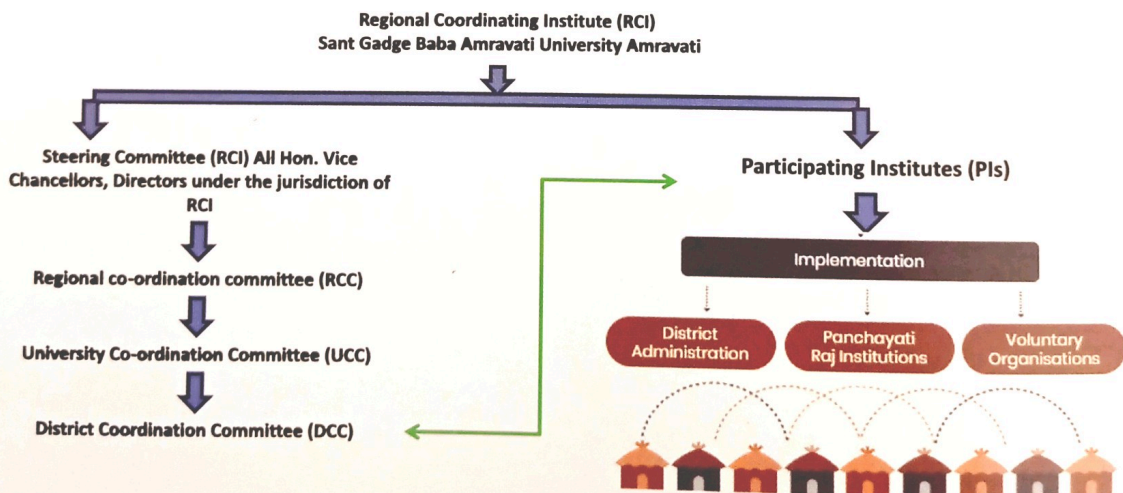 Regional Coordinating Institute (RCI)
Sant Gadge Baba Amravati University Amravati
Steering Committee (RCI) All Hon. Vice
Chancellors, Directors under the jurisdiction of
RCI
Regional co-ordination committee (RCC)
University Co-ordination Committee (UCC)
District Coordination Committee (DCC)
Participating Institutes (PIs)
Implementation
District
Administration
Panchayati
Raj Institutions
Voluntary
Organisations